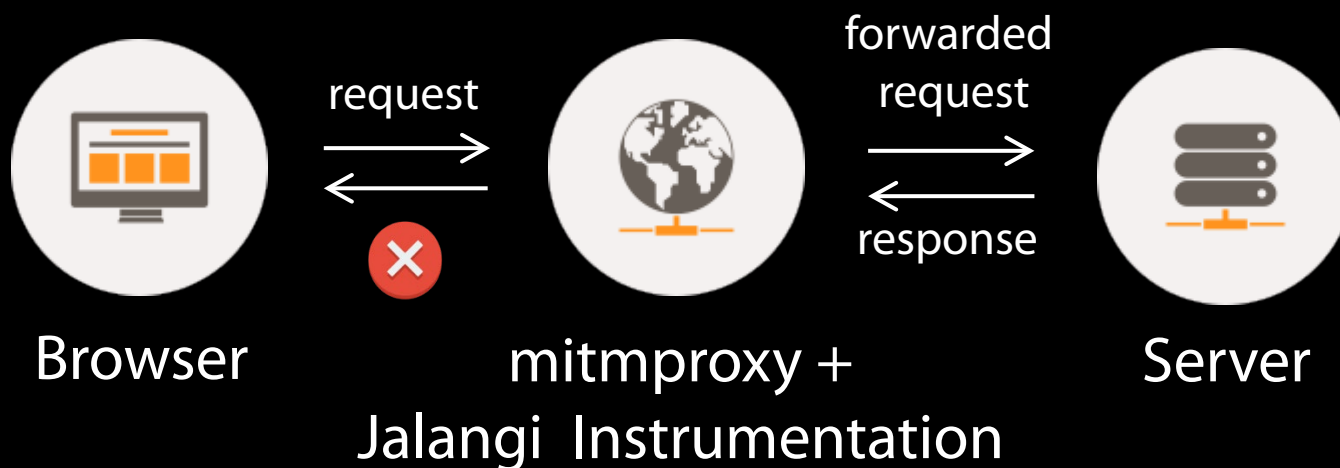 request
forwarded
request
response
Browser
mitmproxy +
Jalangi Instrumentation
Server